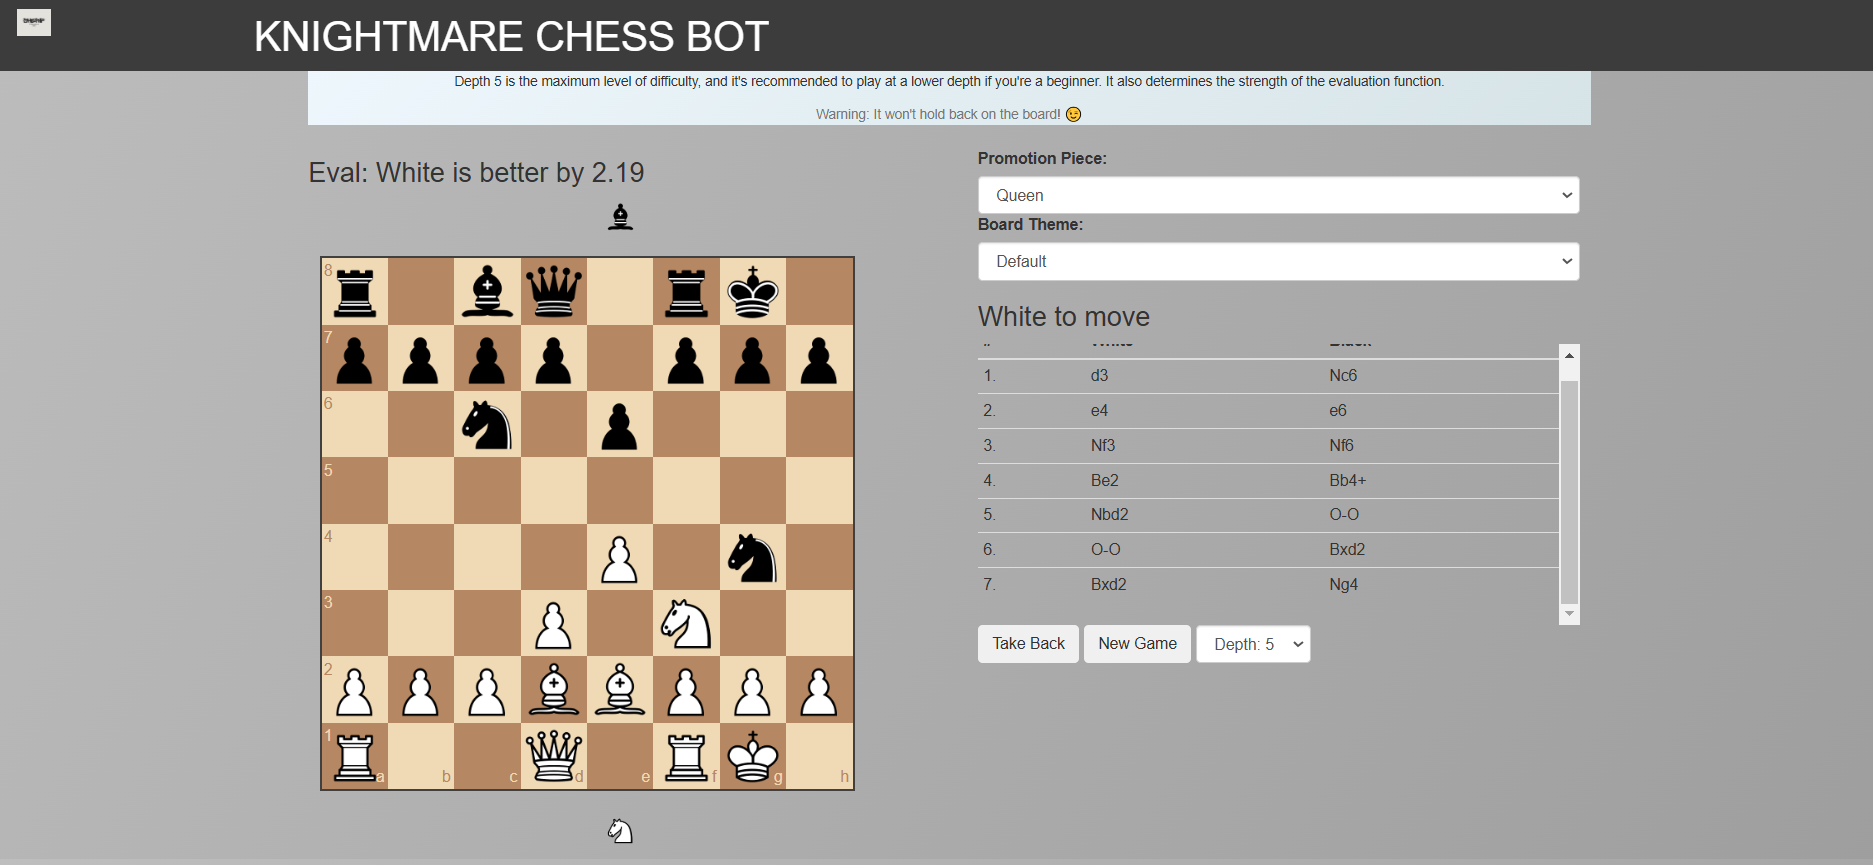 KNIGHTMARE CHESS BOT
Depth 5 is the maximum level of difficulty, and it's recommended to play at a lower depth if you're a beginner. It also determines the strength of the evaluation function.
Warning: It won't hold back on the board! 😉
Eval: White is better by 2.19
8
7
6
5
4
3
2
1
a b c d e f g h
Promotion Piece:
Queen
Board Theme:
Default
White to move
# White Black
1. d3 Nc6
2. e4 e6
3. Nf3 Nf6
4. Be2 Bb4+
5. Nbd2 O-O
6. O-O Bxd2
7. Bxd2 Ng4
Take Back New Game Depth: 5